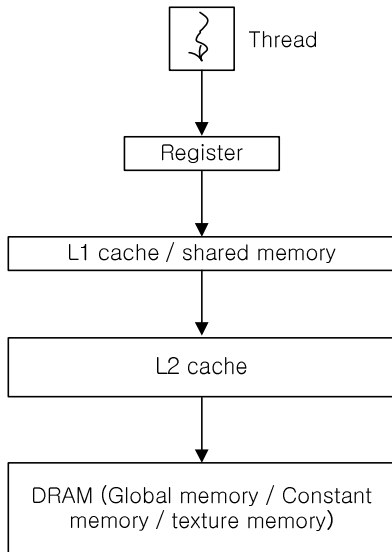 Thread
Register
L1 cache / shared memory
L2 cache
DRAM (Global memory / Constant
memory / texture memory)